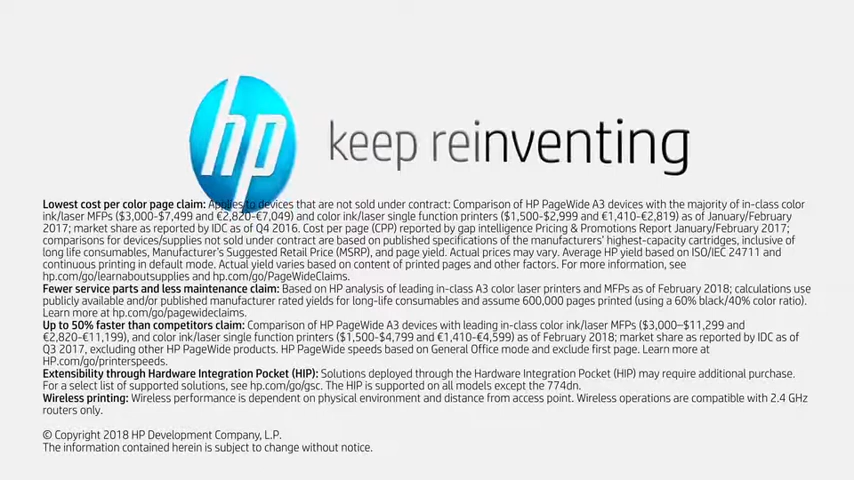 hp keep reinventing
Lowest cost per color page claim: Applies to devices that are not sold under contract: Comparison of HP PageWide A3 devices with the majority of in-class color
ink/laser MFPs ($3,000-$7,499 and €2,820-€7,049) and color ink/laser single function printers ($1,500-$2,999 and €1,410-€2,819) as of January/February
2017; market share as reported by IDC as of Q4 2016. Cost per page (CPP) reported by gap intelligence Pricing & Promotions Report January/February 2017;
comparisons for devices/supplies not sold under contract are based on published specifications of the manufacturers' highest-capacity cartridges, inclusive of
long life consumables, Manufacturer's Suggested Retail Price (MSRP), and page yield. Actual prices may vary. Average HP yield based on ISO/IEC 24711 and
continuous printing in default mode. Actual yield varies based on content of printed pages and other factors. For more information, see
hp.com/go/learnaboutsupplies and hp.com/go/PageWideClaims.
Fewer service parts and less maintenance claim: Based on HP analysis of leading in-class A3 color laser printers and MFPs as of February 2018; calculations use
publicly available and/or published manufacturer rated yields for long-life consumables and assume 600,000 pages printed (using a 60% black/40% color ratio).
Learn more at hp.com/go/pagewideclaims.
Up to 50% faster than competitors claim: Comparison of HP PageWide A3 devices with leading in-class color ink/laser MFPs ($3,000–$11,299 and
€2,820-€11,199), and color ink/laser single function printers ($1,500-$4,799 and €1,410-€4,599) as of February 2018; market share as reported by IDC as of
Q3 2017, excluding other HP PageWide products. HP PageWide speeds based on General Office mode and exclude first page. Learn more at
HP.com/go/printerspeeds.
Extensibility through Hardware Integration Pocket (HIP): Solutions deployed through the Hardware Integration Pocket (HIP) may require additional purchase.
For a select list of supported solutions, see hp.com/go/gsc. The HIP is supported on all models except the 774dn.
Wireless printing: Wireless performance is dependent on physical environment and distance from access point. Wireless operations are compatible with 2.4 GHz
routers only.
© Copyright 2018 HP Development Company, L.P.
The information contained herein is subject to change without notice.